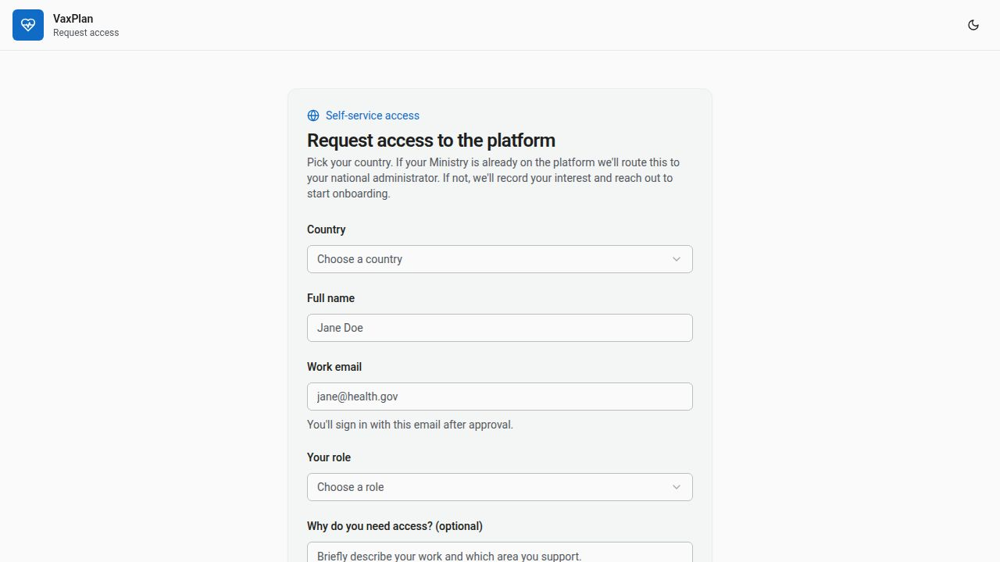 VaxPlan
Request access
Self-service access
Request access to the platform
Pick your country. If your Ministry is already on the platform we'll route this to
your national administrator. If not, we'll record your interest and reach out to
start onboarding.
Country
Choose a country
Full name
Jane Doe
Work email
jane@health.gov
You'll sign in with this email after approval.
Your role
Choose a role
Why do you need access? (optional)
Briefly describe your work and which area you support.